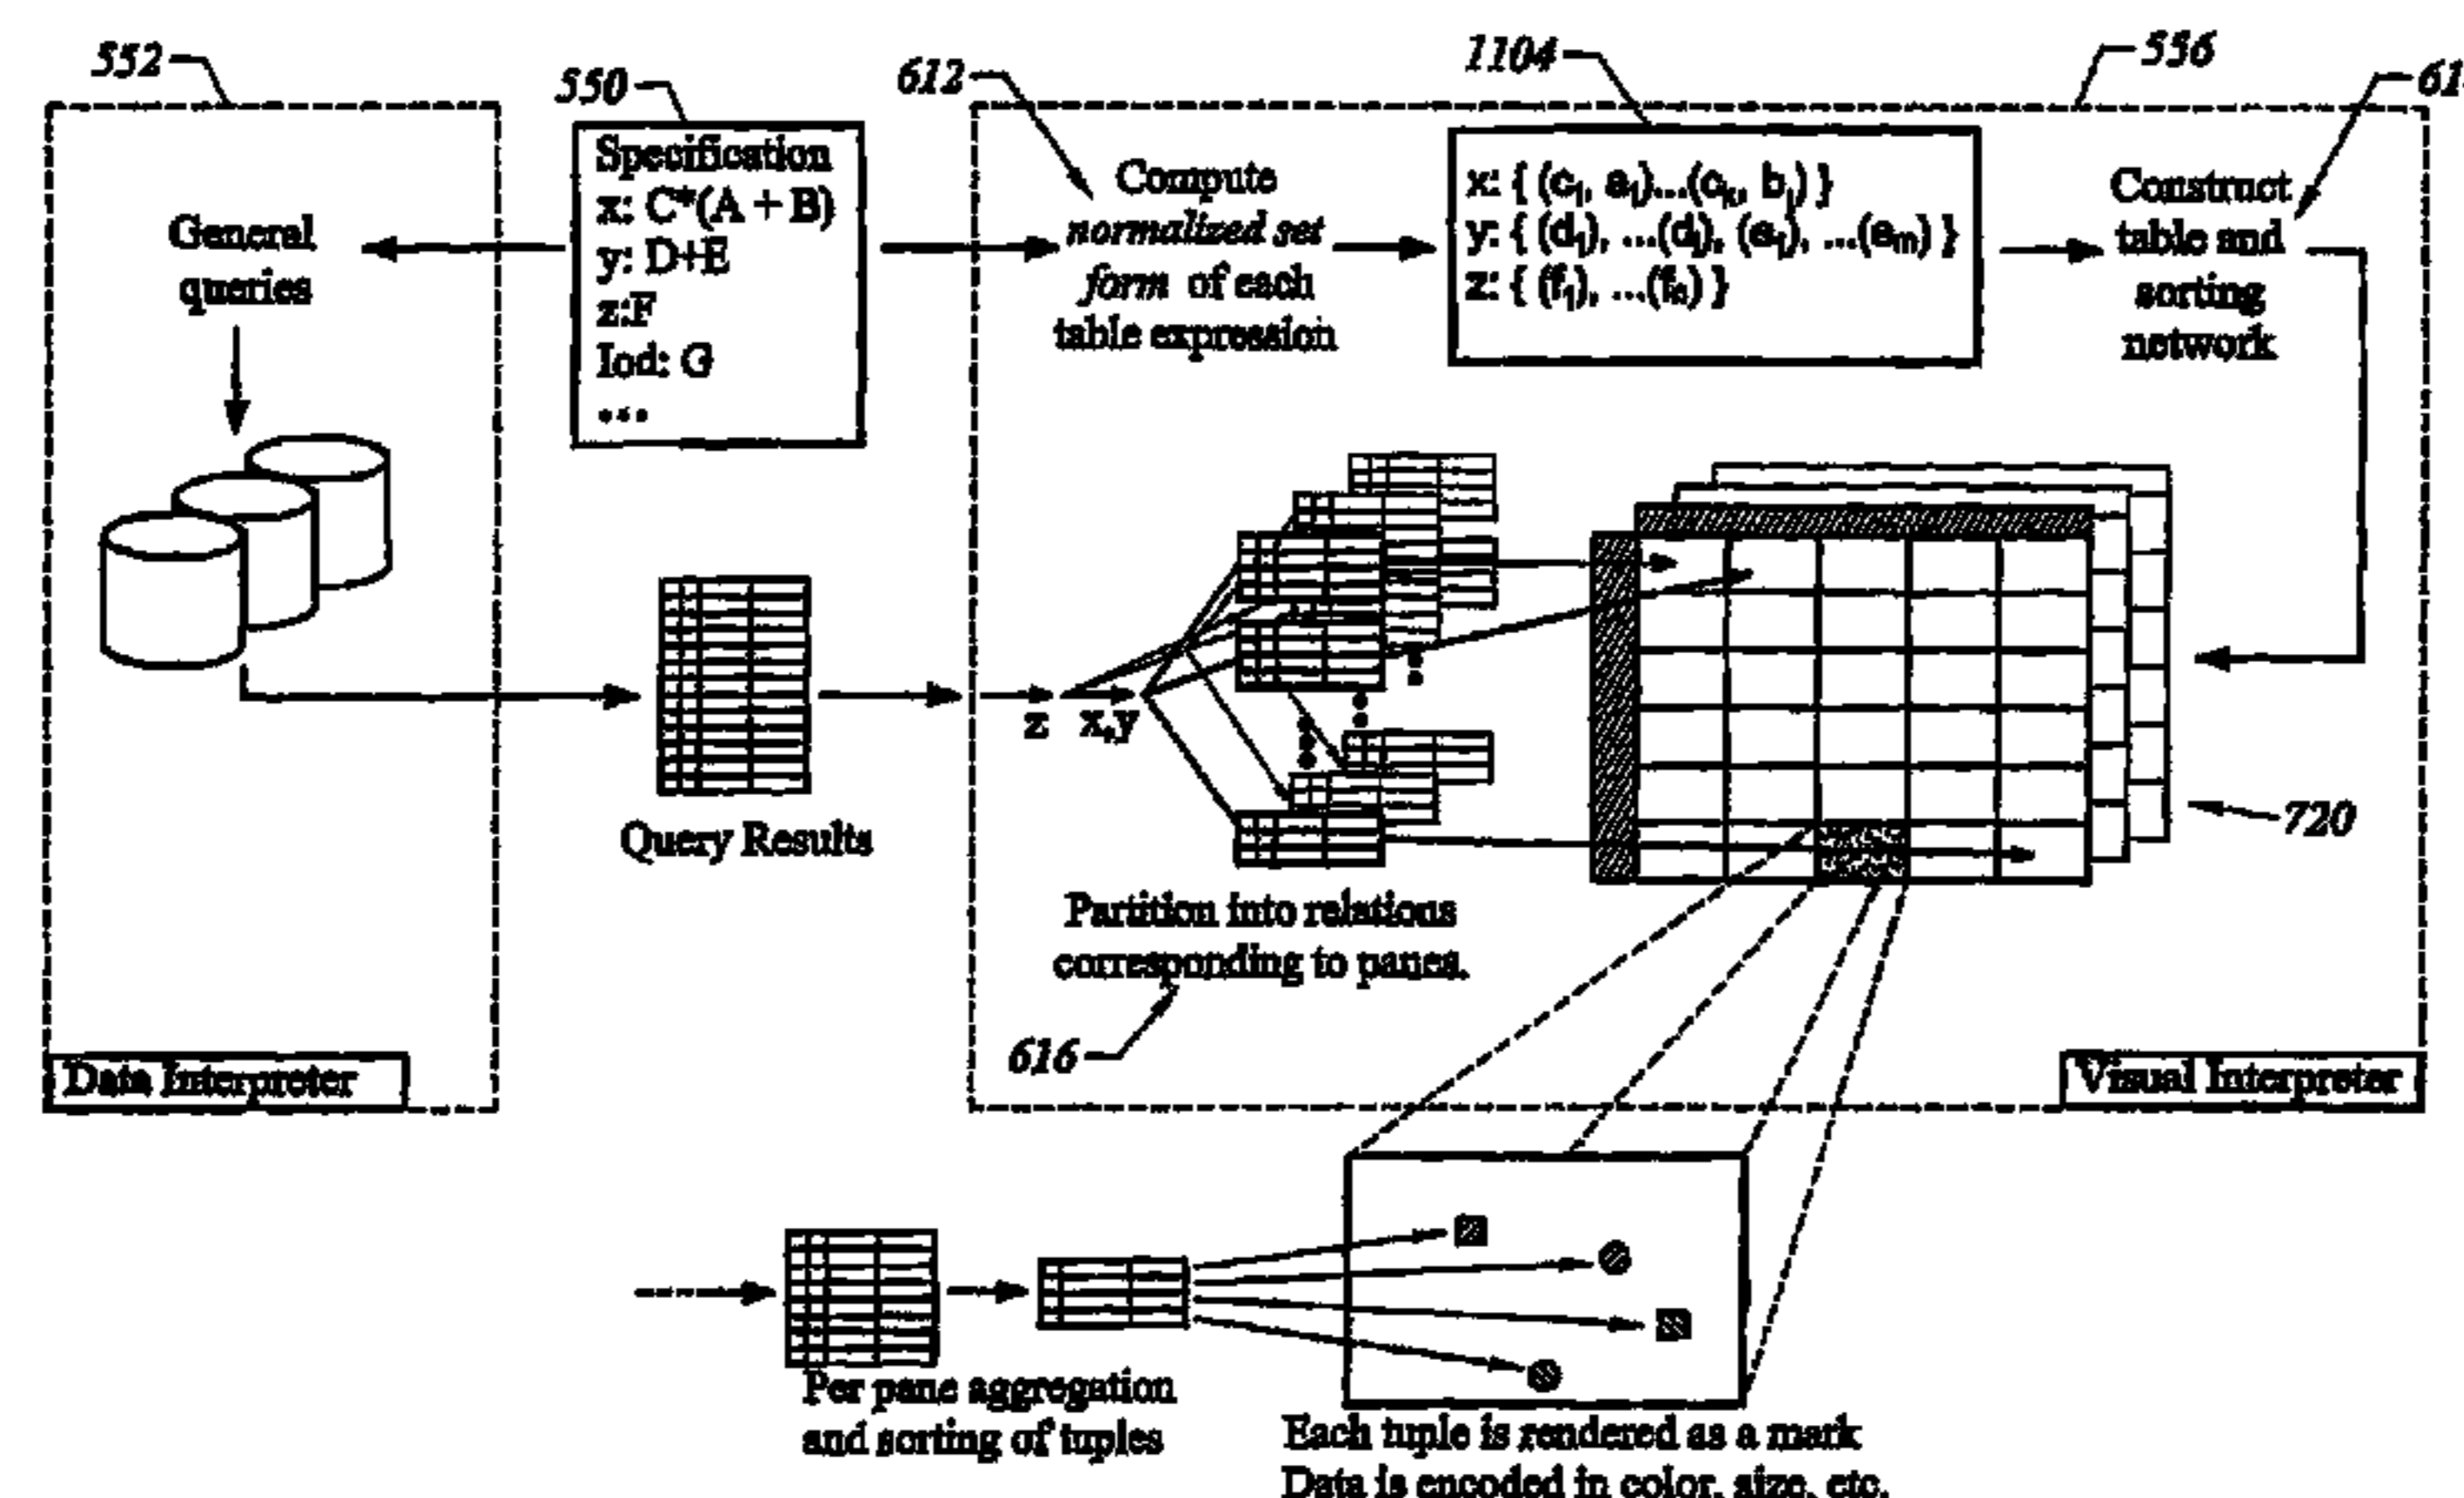 552
550
612
1104
556
61
Specification
x: C*(A + B)
y: D+E
z:F
Iod: G
...
General
queries
Compute
normalized set
form of each
table expression
x: { (c₁, a₁)...(cₖ, bⱼ) }
y: { (d₁), ...(dₗ), (e₁), ...(eₘ) }
z: { (f₁), ...(fₙ) }
Construct
table and
sorting
network
z x,y
Query Results
720
Partition into relations
corresponding to panes.
616
Data Interpreter
Visual Interpreter
Per pane aggregation
and sorting of tuples
Each tuple is rendered as a mark
Data is encoded in color, size, etc.